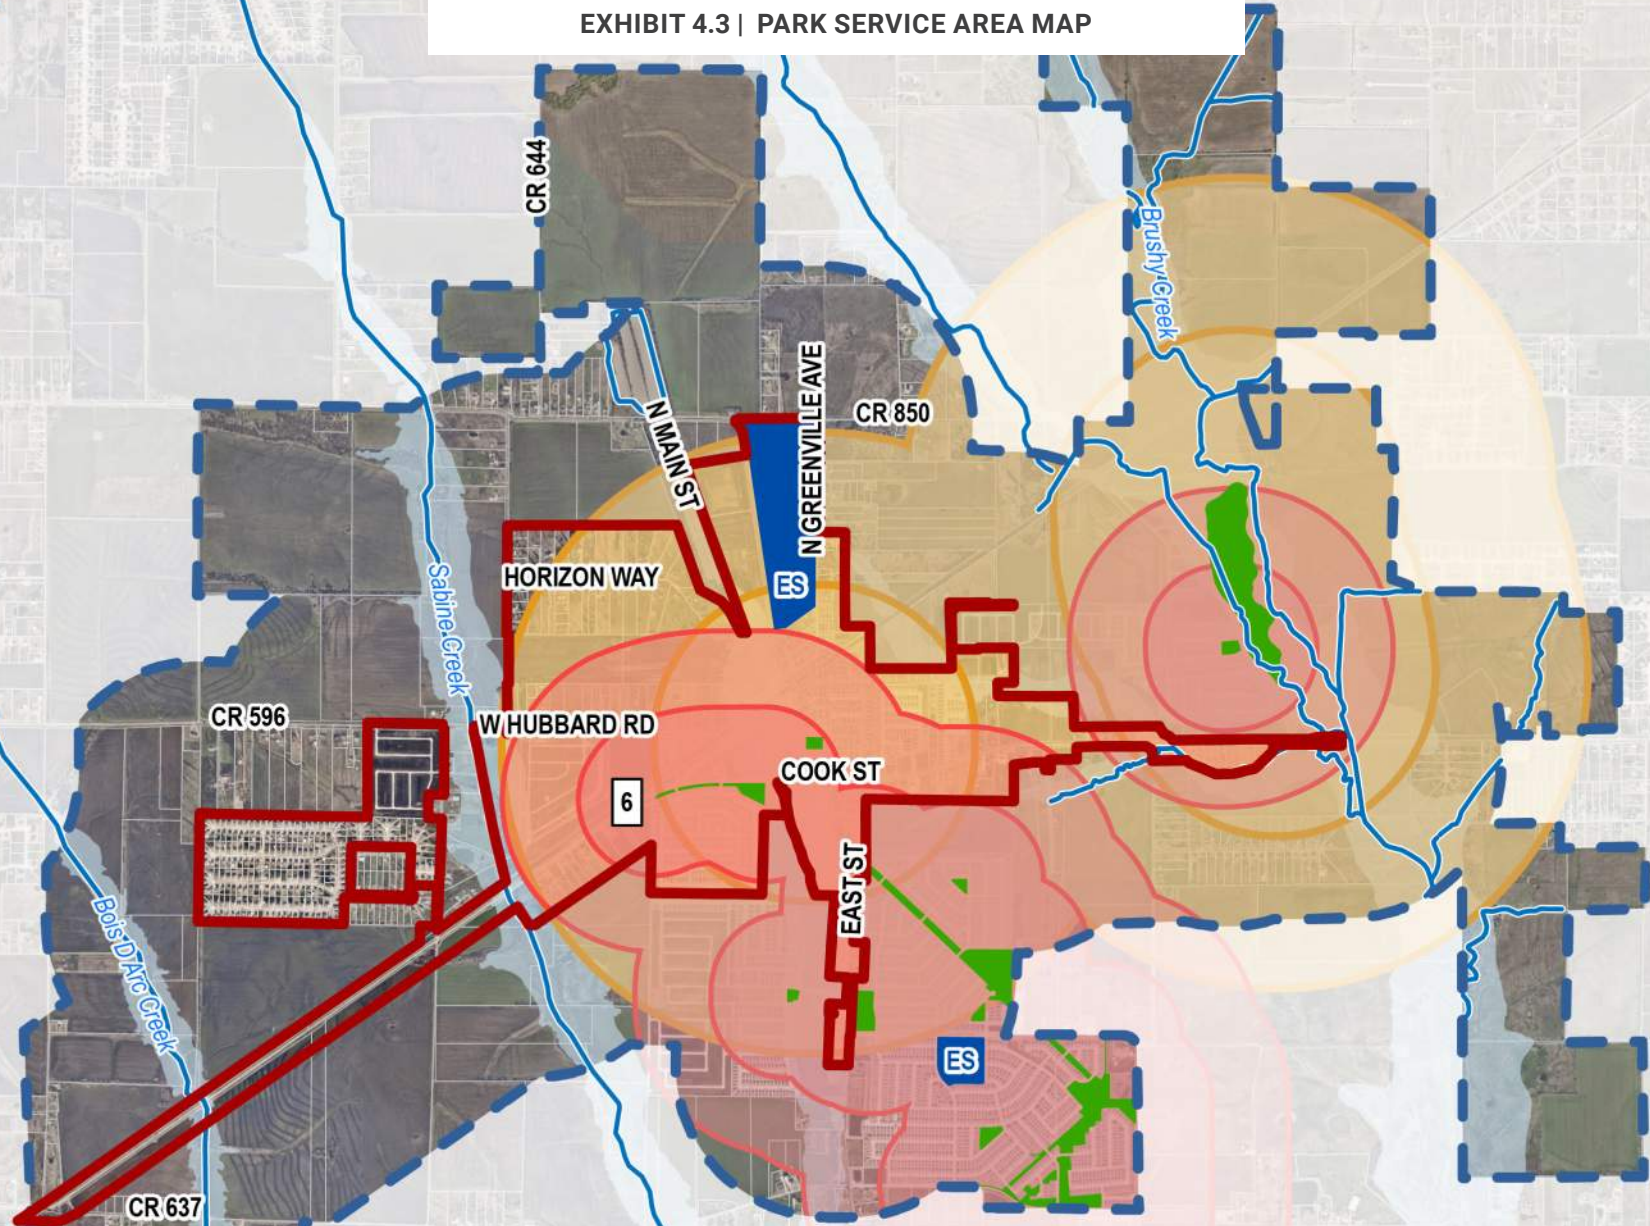 EXHIBIT 4.3 | PARK SERVICE AREA MAP
CR 644
Brushy Creek
N GREENVILLE AVE
CR 850
N MAIN ST
HORIZON WAY
ES
Sabine Creek
CR 596
W HUBBARD RD
COOK ST
6
EAST ST
Bois D Arc Creek
ES
CR 637